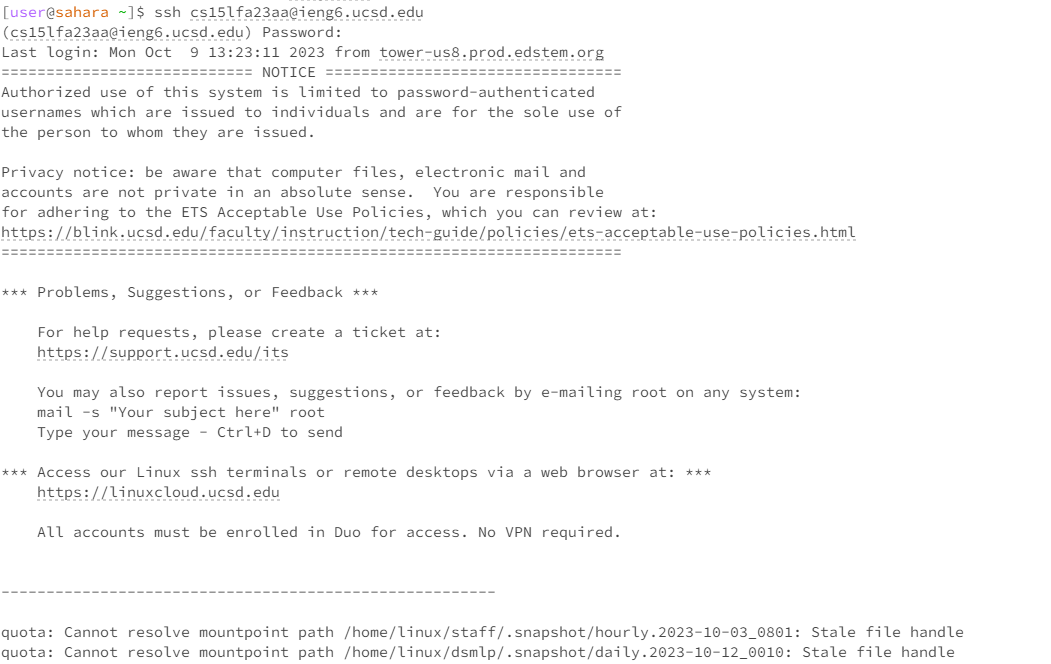 [user@sahara ~]$ ssh cs15lfa23aa@ieng6.ucsd.edu
(cs15lfa23aa@ieng6.ucsd.edu) Password:
Last login: Mon Oct  9 13:23:11 2023 from tower-us8.prod.edstem.org
============================ NOTICE =================================
Authorized use of this system is limited to password-authenticated
usernames which are issued to individuals and are for the sole use of
the person to whom they are issued.

Privacy notice: be aware that computer files, electronic mail and
accounts are not private in an absolute sense.  You are responsible
for adhering to the ETS Acceptable Use Policies, which you can review at:
https://blink.ucsd.edu/faculty/instruction/tech-guide/policies/ets-acceptable-use-policies.html
=====================================================================

*** Problems, Suggestions, or Feedback ***

    For help requests, please create a ticket at:
    https://support.ucsd.edu/its

    You may also report issues, suggestions, or feedback by e-mailing root on any system:
    mail -s "Your subject here" root
    Type your message - Ctrl+D to send

*** Access our Linux ssh terminals or remote desktops via a web browser at: ***
    https://linuxcloud.ucsd.edu

    All accounts must be enrolled in Duo for access. No VPN required.


-------------------------------------------------------

quota: Cannot resolve mountpoint path /home/linux/staff/.snapshot/hourly.2023-10-03_0801: Stale file handle
quota: Cannot resolve mountpoint path /home/linux/dsmlp/.snapshot/daily.2023-10-12_0010: Stale file handle